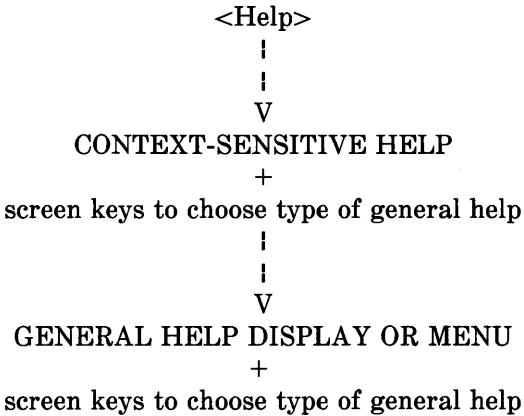 <Help>
¦
¦
V
CONTEXT-SENSITIVE HELP
+
screen keys to choose type of general help
¦
¦
V
GENERAL HELP DISPLAY OR MENU
+
screen keys to choose type of general help